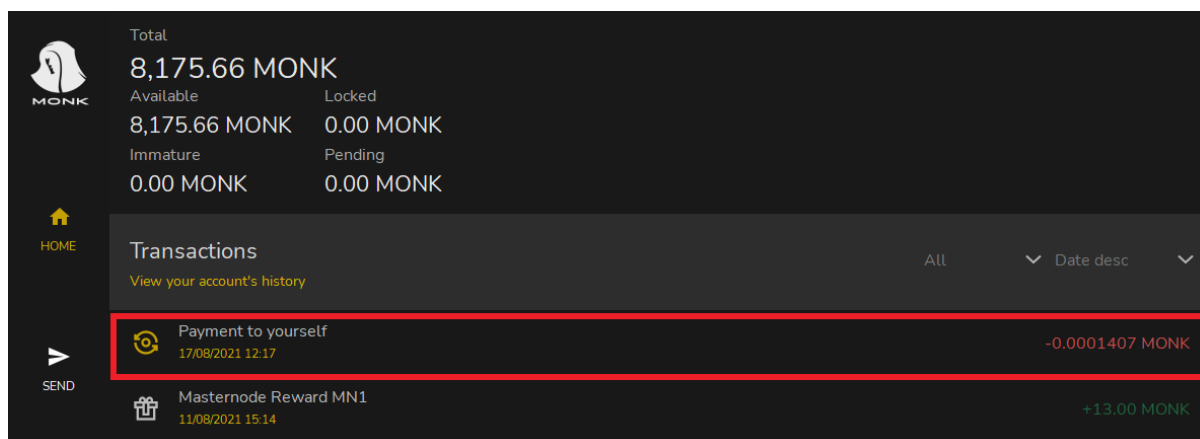 MONK
Total
8,175.66 MONK
Available Locked
8,175.66 MONK 0.00 MONK
Immature Pending
0.00 MONK 0.00 MONK
HOME
Transactions
All Date desc
View your account's history
Payment to yourself
17/08/2021 12:17
-0.0001407 MONK
SEND
Masternode Reward MN1
11/08/2021 15:14
+13.00 MONK